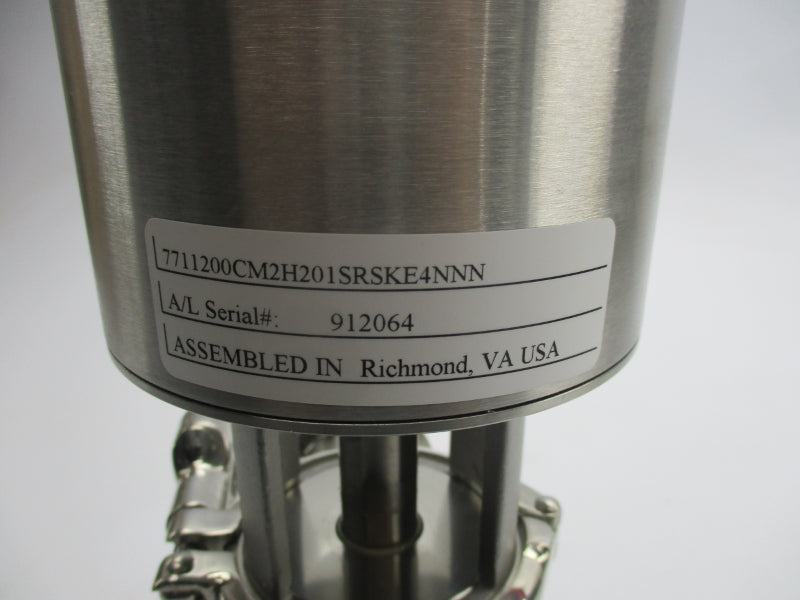 7711200CM2H201SRSKE4NNN
A/L Serial#: 912064
ASSEMBLED IN Richmond, VA USA